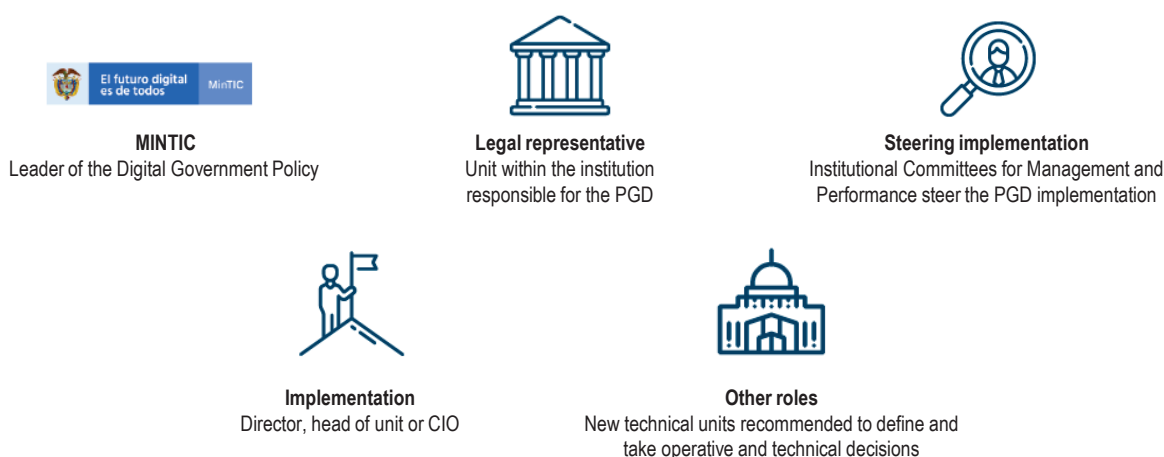 El futuro digital
es de todos
MinTIC
MINTIC
Leader of the Digital Government Policy
Legal representative
Unit within the institution
responsible for the PGD
Steering implementation
Institutional Committees for Management and
Performance steer the PGD implementation
Implementation
Director, head of unit or CIO
Other roles
New technical units recommended to define and
take operative and technical decisions